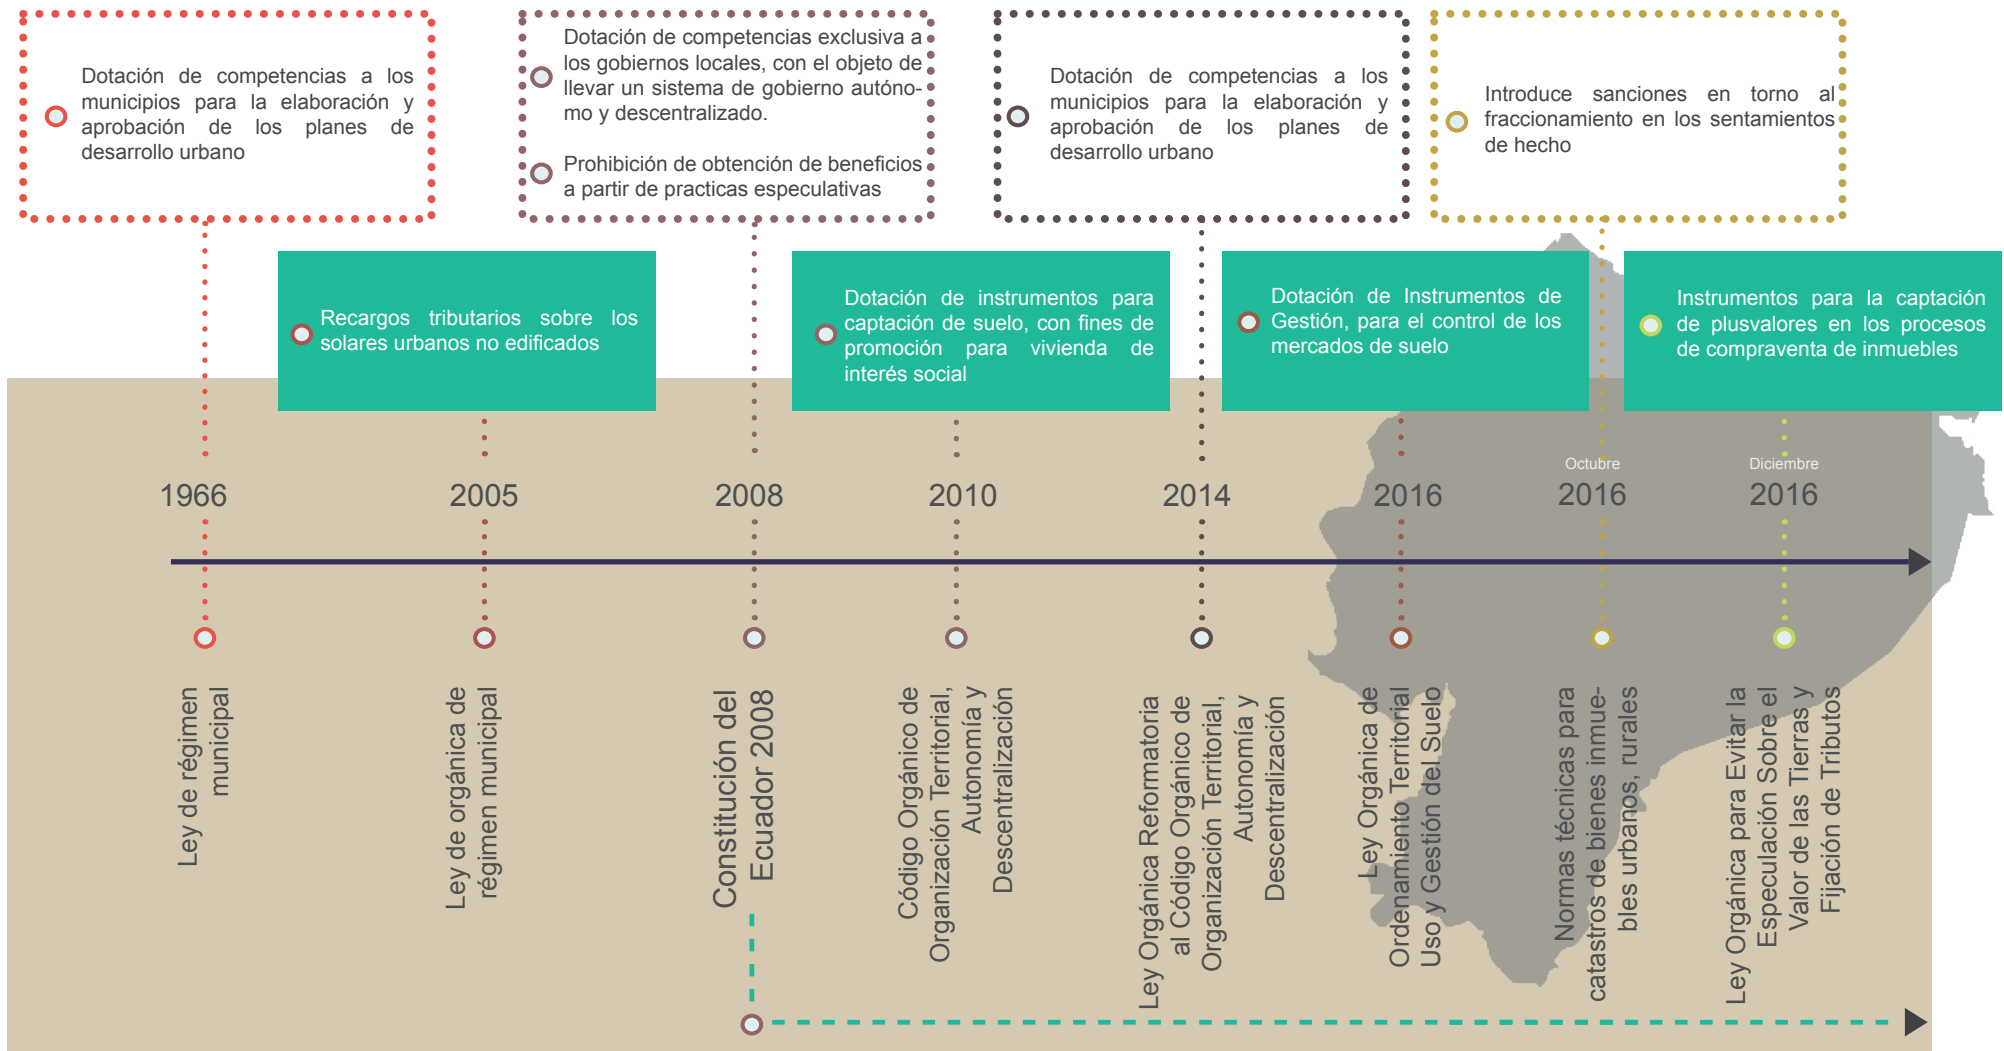 Dotación de competencias a los
municipios para la elaboración y
aprobación de los planes de
desarrollo urbano
Dotación de competencias exclusiva a
los gobiernos locales, con el objeto de
llevar un sistema de gobierno autóno-
mo y descentralizado.
Prohibición de obtención de beneficios
a partir de practicas especulativas
Dotación de competencias a los
municipios para la elaboración y
aprobación de los planes de
desarrollo urbano
Introduce sanciones en torno al
fraccionamiento en los sentamientos
de hecho
Recargos tributarios sobre los
solares urbanos no edificados
Dotación de instrumentos para
captación de suelo, con fines de
promoción para vivienda de
interés social
Dotación de Instrumentos de
Gestión, para el control de los
mercados de suelo
Instrumentos para la captación
de plusvalores en los procesos
de compraventa de inmuebles
1966
2005
2008
2010
2014
2016
Octubre
2016
Diciembre
2016
Ley de régimen
municipal
Ley de orgánica de
régimen municipal
Constitución del
Ecuador 2008
Código Orgánico de
Organización Territorial,
Autonomía y
Descentralización
Ley Orgánica Reformatoria
al Código Orgánico de
Organización Territorial,
Autonomía y
Descentralización
Ley Orgánica de
Ordenamiento Territorial
Uso y Gestión del Suelo
Normas técnicas para
catastros de bienes inmue-
bles urbanos, rurales
Ley Orgánica para Evitar la
Especulación Sobre el
Valor de las Tierras y
Fijación de Tributos